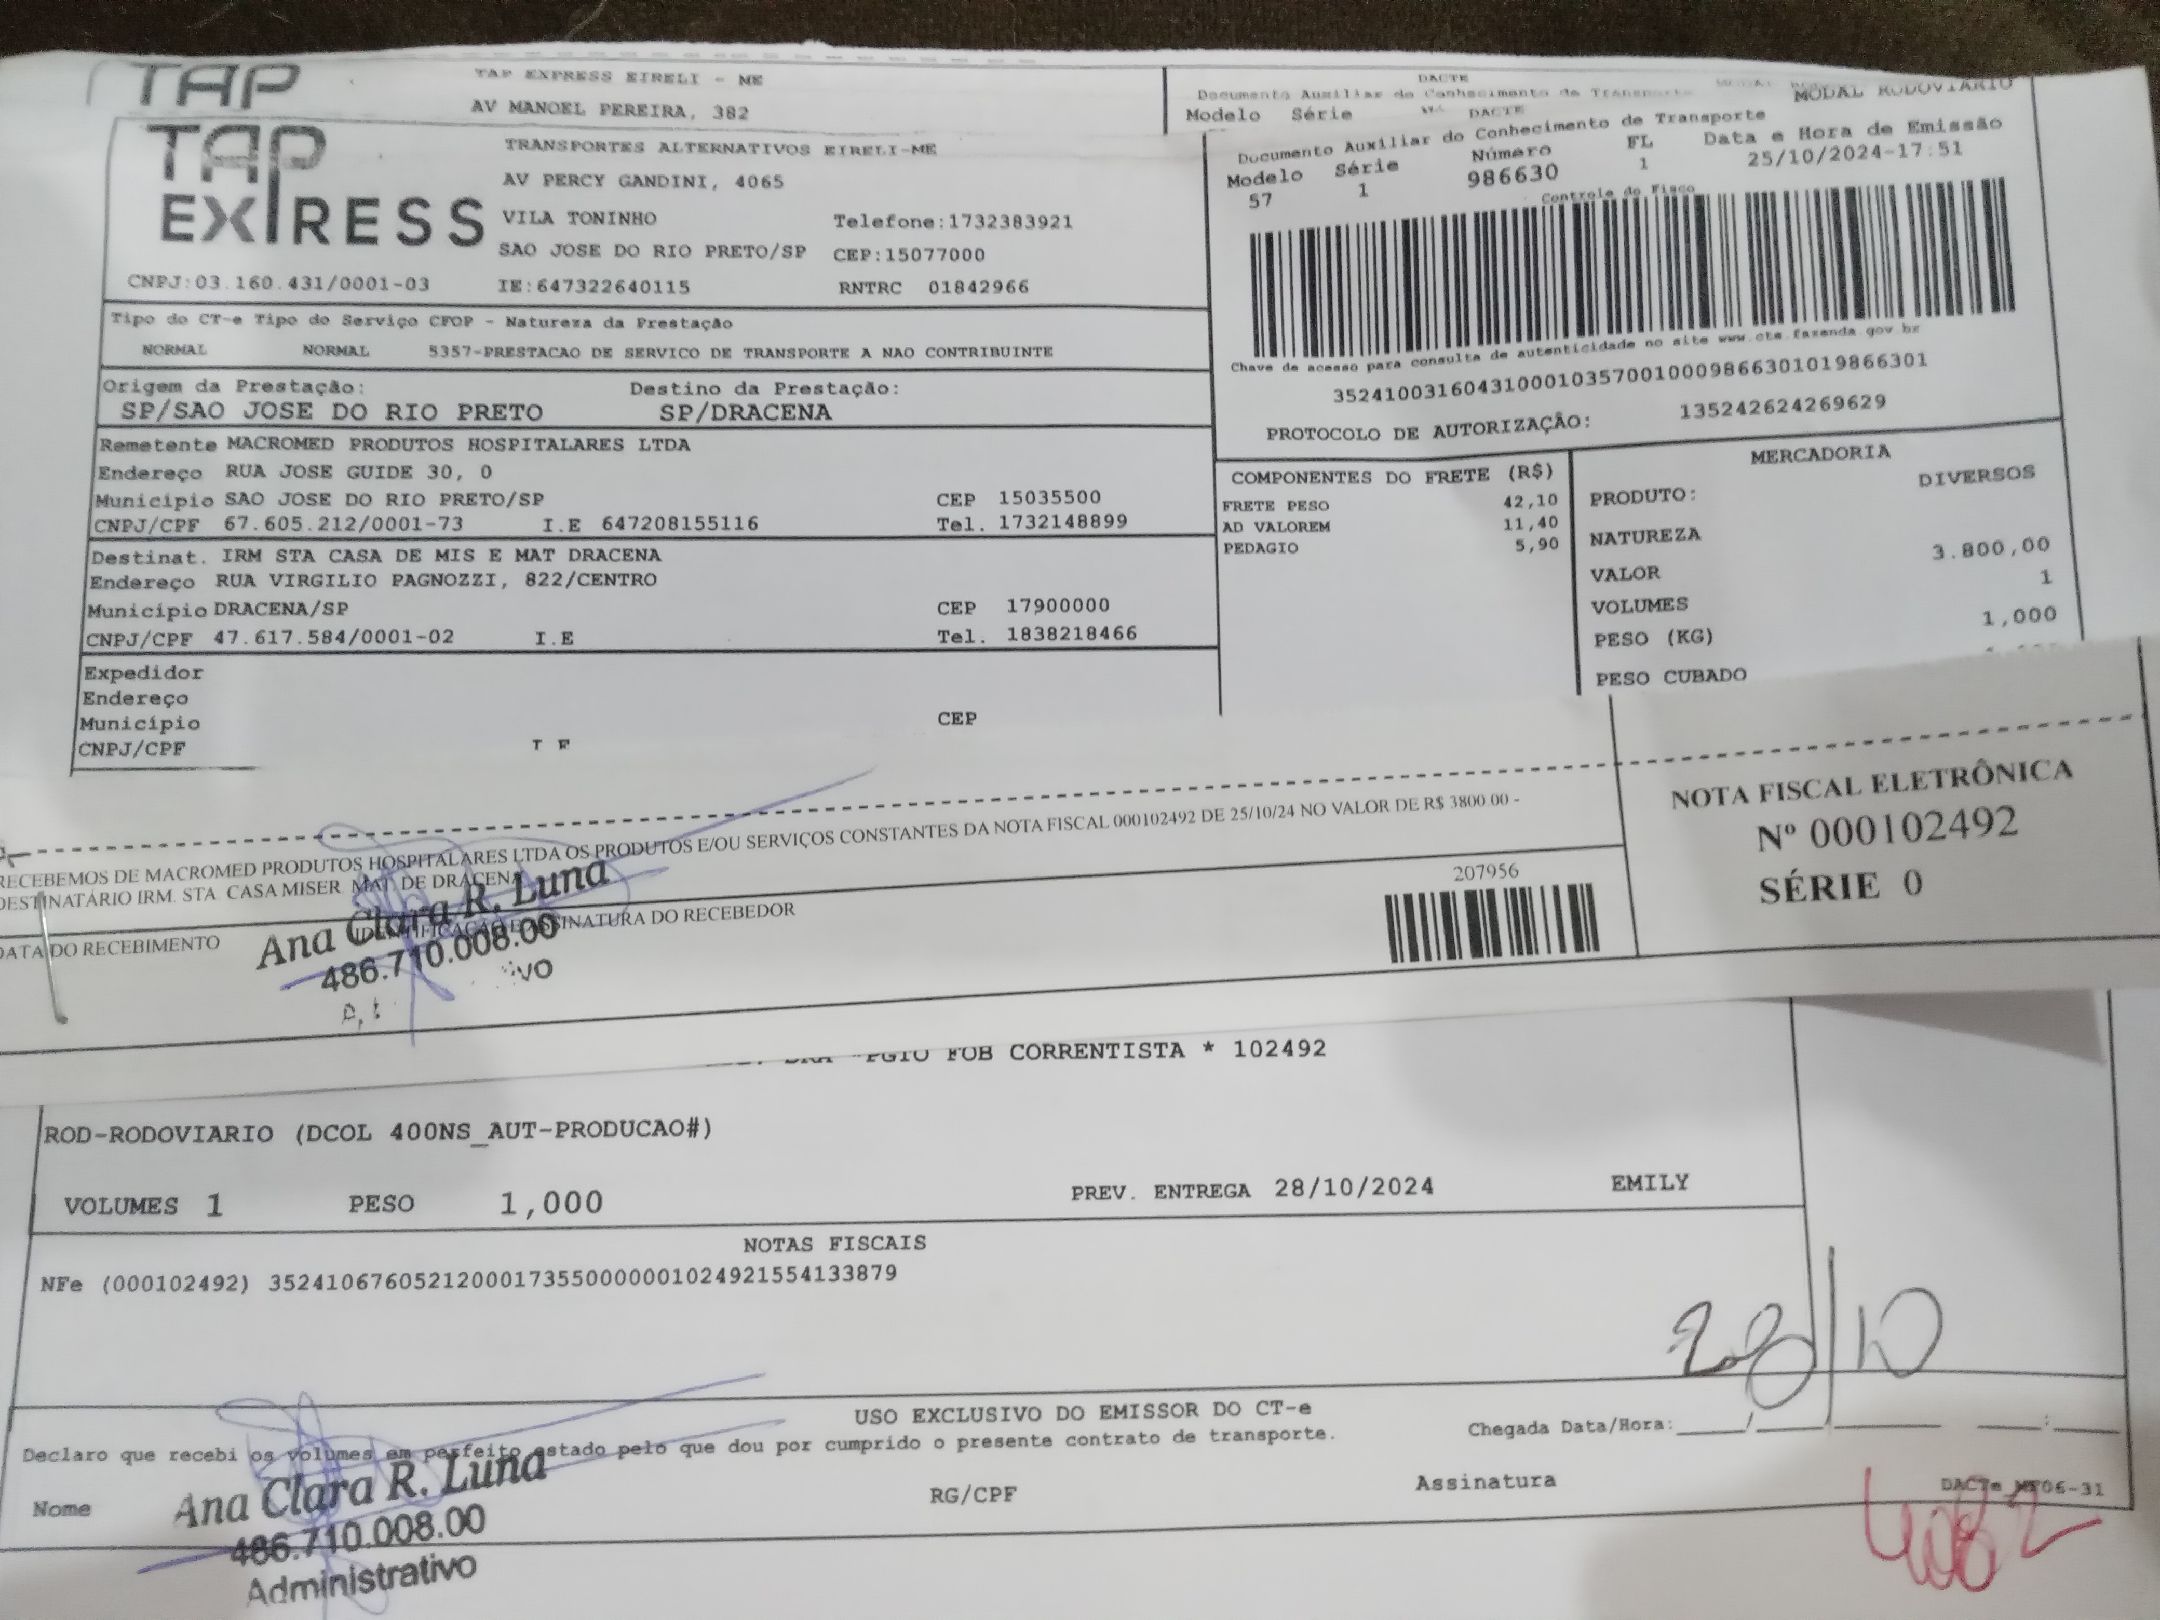 TAP
TAP EXPRESS EIRELI - ME
AV MANOEL PEREIRA, 382
DACTE
Documento Auxiliar do Conhecimento de Transporte
Modelo Série
MODAL RODOVIARIO
TAP EXPRESS
TRANSPORTES ALTERNATIVOS EIRELI-ME
AV PERCY GANDINI, 4065
VILA TONINHO Telefone:1732383921
SAO JOSE DO RIO PRETO/SP CEP:15077000
CNPJ:03.160.431/0001-03 IE:647322640115 RNTRC 01842966
DACTE
Documento Auxiliar do Conhecimento de Transporte
Modelo Série Número FL Data e Hora de Emissão
57 1 986630 1 25/10/2024-17:51
Controle do Fisco
Chave de acesso para consulta de autenticidade no site www.cte.fazenda.gov.br
35241003160431000103570010009866301019866301
PROTOCOLO DE AUTORIZAÇÃO: 135242624269629
Tipo do CT-e Tipo do Serviço CFOP - Natureza da Prestação
NORMAL NORMAL 5357-PRESTACAO DE SERVICO DE TRANSPORTE A NAO CONTRIBUINTE
Origem da Prestação: Destino da Prestação:
SP/SAO JOSE DO RIO PRETO SP/DRACENA
Remetente MACROMED PRODUTOS HOSPITALARES LTDA
Endereço RUA JOSE GUIDE 30, 0
Município SAO JOSE DO RIO PRETO/SP CEP 15035500
CNPJ/CPF 67.605.212/0001-73 I.E 647208155116 Tel. 1732148899
Destinat. IRM STA CASA DE MIS E MAT DRACENA
Endereço RUA VIRGILIO PAGNOZZI, 822/CENTRO
Município DRACENA/SP CEP 17900000
CNPJ/CPF 47.617.584/0001-02 I.E Tel. 1838218466
Expedidor
Endereço
Município CEP
CNPJ/CPF
COMPONENTES DO FRETE (R$)
FRETE PESO 42,10
AD VALOREM 11,40
PEDAGIO 5,90
MERCADORIA
PRODUTO: DIVERSOS
NATUREZA
VALOR 3.800,00
VOLUMES 1
PESO (KG) 1,000
PESO CUBADO
RECEBEMOS DE MACROMED PRODUTOS HOSPITALARES LTDA OS PRODUTOS E/OU SERVIÇOS CONSTANTES DA NOTA FISCAL 000102492 DE 25/10/24 NO VALOR DE R$ 3800.00 -
DESTINATÁRIO IRM. STA. CASA MISER MAT DE DRACENA
DATA DO RECEBIMENTO IDENTIFICAÇÃO E ASSINATURA DO RECEBEDOR
Ana Clara R. Luna
486.710.008.00
207956
NOTA FISCAL ELETRÔNICA
Nº 000102492
SÉRIE 0
FOB CORRENTISTA * 102492
ROD-RODOVIARIO (DCOL 400NS_AUT-PRODUCAO#)
VOLUMES 1 PESO 1,000 PREV. ENTREGA 28/10/2024 EMILY
NOTAS FISCAIS
NFe (000102492) 35241067605212000173550000001024921554133879
28/10
USO EXCLUSIVO DO EMISSOR DO CT-e
Declaro que recebi os volumes em perfeito estado pelo que dou por cumprido o presente contrato de transporte.
Chegada Data/Hora:____/____ ____:____
Nome RG/CPF Assinatura
Ana Clara R. Luna
486.710.008.00
Administrativo